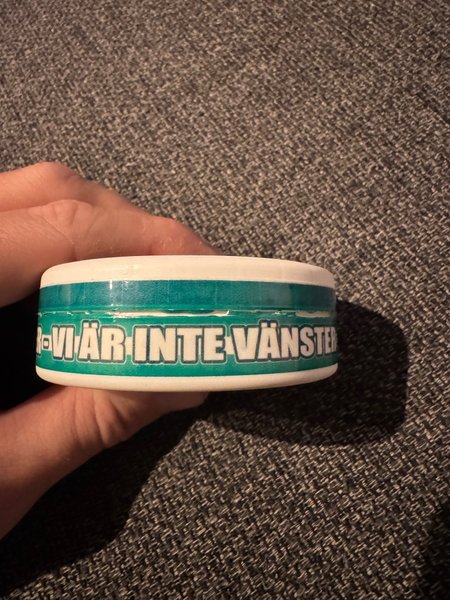 R - VI ÄR INTE VÄNSTER